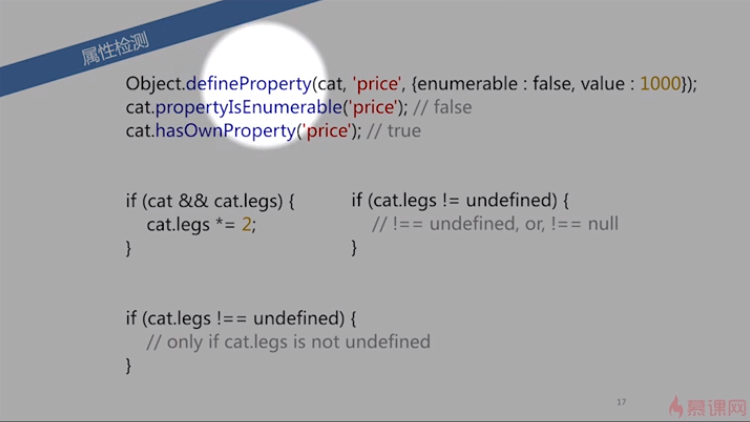 属性检测
Object.defineProperty(cat, 'price', {enumerable : false, value : 1000});
cat.propertyIsEnumerable('price'); // false
cat.hasOwnProperty('price'); // true
if (cat && cat.legs) {
cat.legs *= 2;
}
if (cat.legs != undefined) {
// !== undefined, or, !== null
}
if (cat.legs !== undefined) {
// only if cat.legs is not undefined
}
17
慕课网